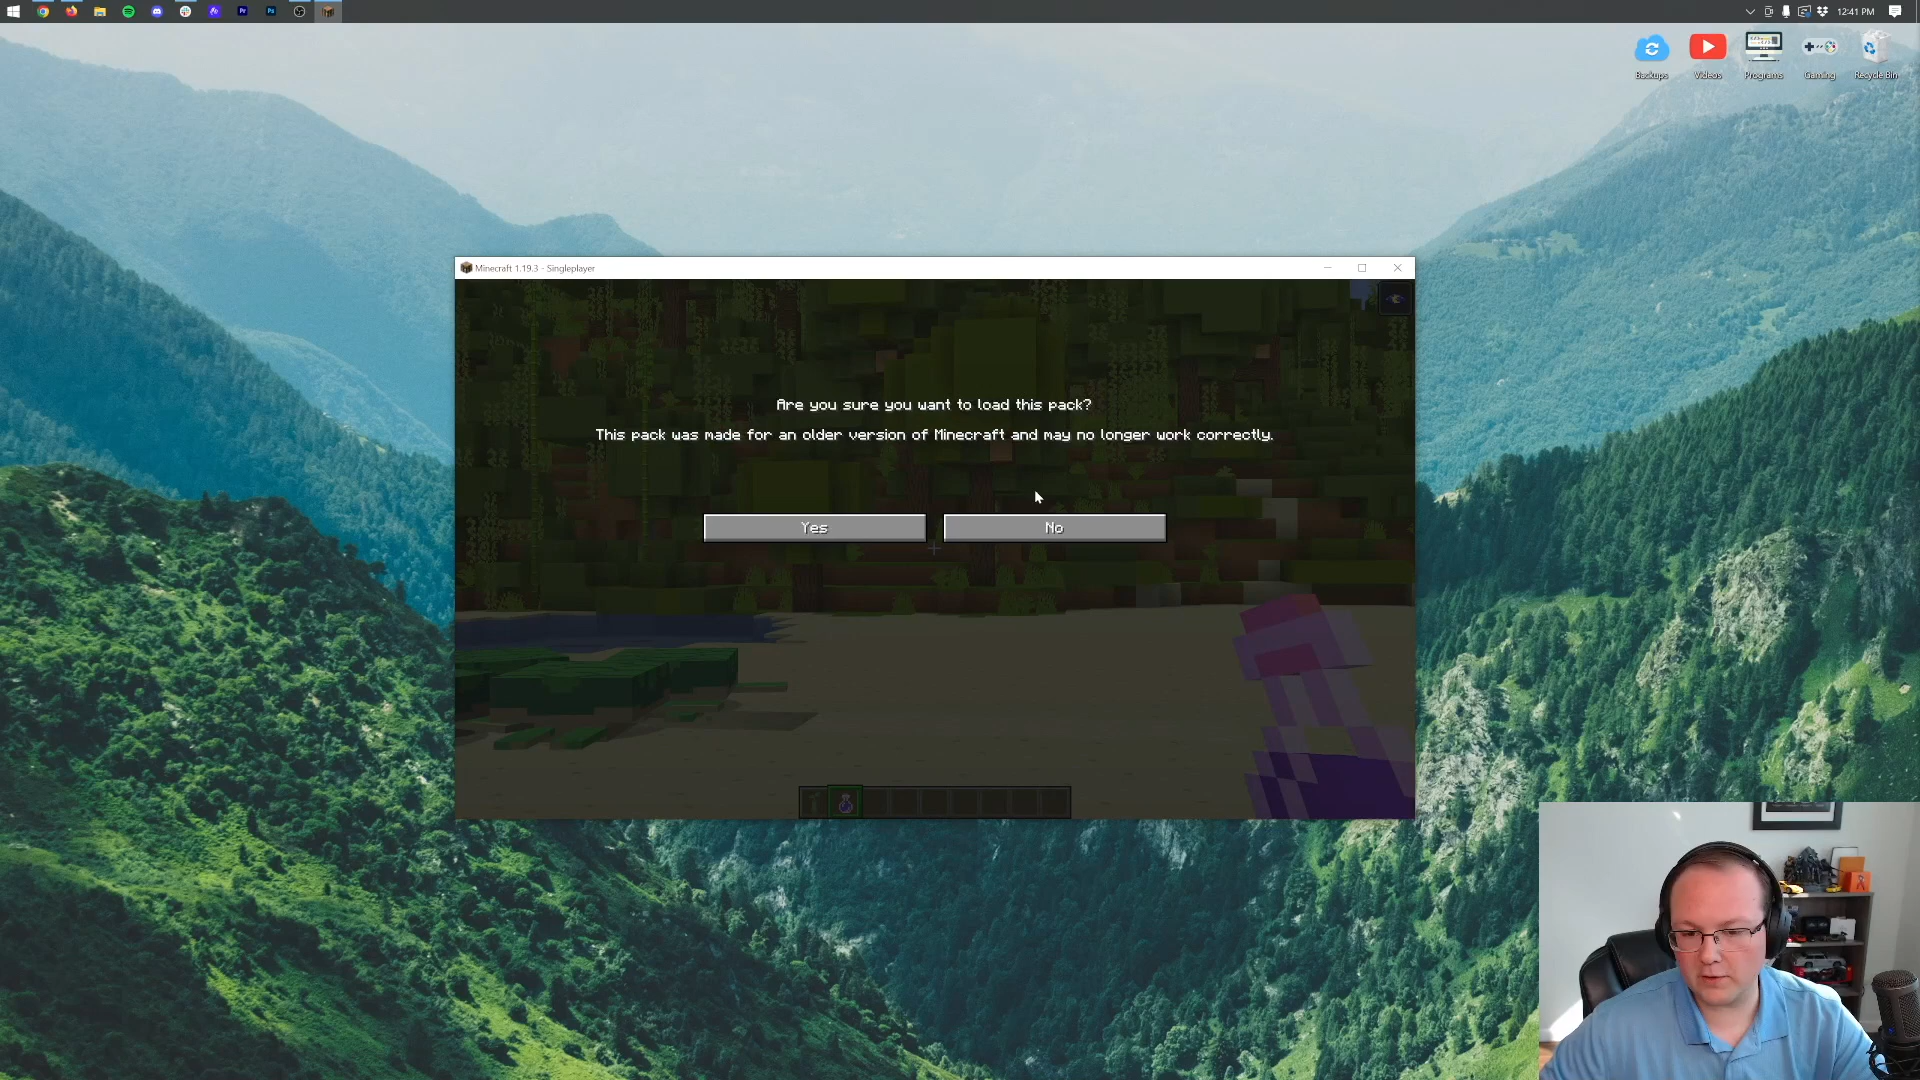 12:41 PM
Backups
Videos
Programs
Gaming
Recycle Bin
Minecraft 1.19.3 - Singleplayer
Are you sure you want to load this pack?
This pack was made for an older version of Minecraft and may no longer work correctly.
Yes
No